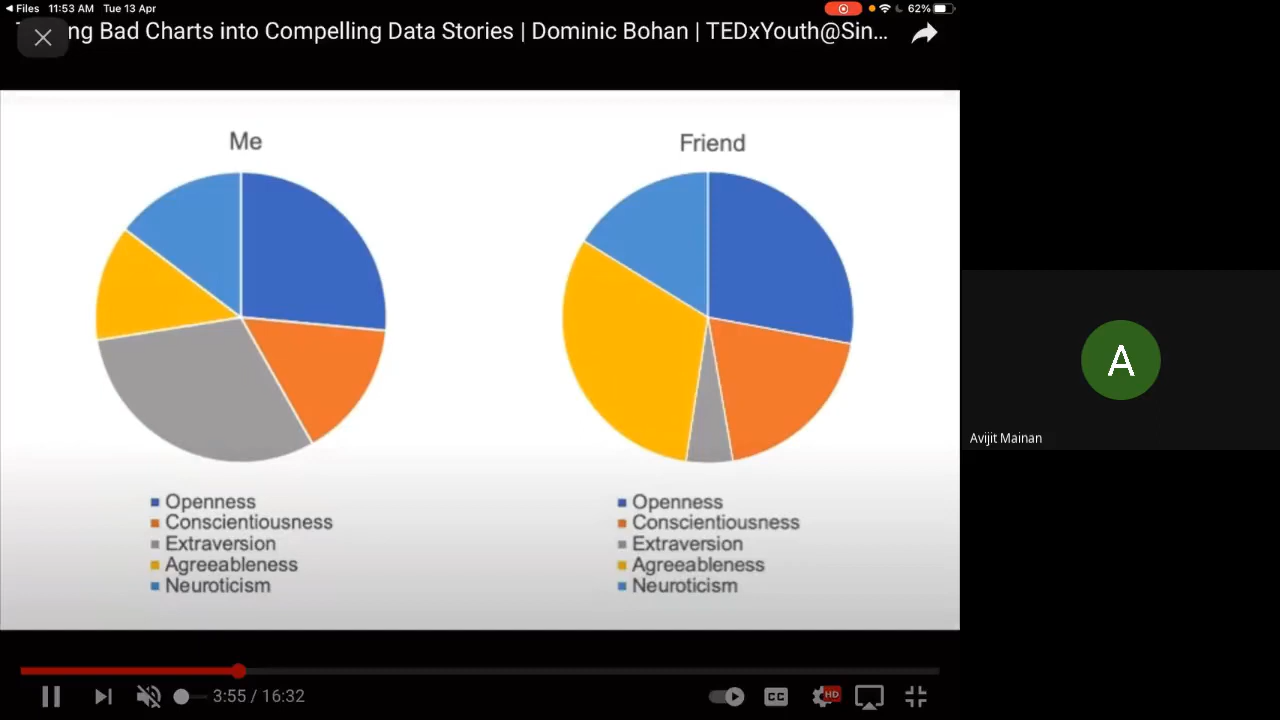 Files 11:53 AM Tue 13 Apr 62%
ng Bad Charts into Compelling Data Stories | Dominic Bohan | TEDxYouth@Sin...
Me
Friend
Openness
Conscientiousness
Extraversion
Agreeableness
Neuroticism
Openness
Conscientiousness
Extraversion
Agreeableness
Neuroticism
A
Avijit Mainan
3:55 / 16:32
CC
HD